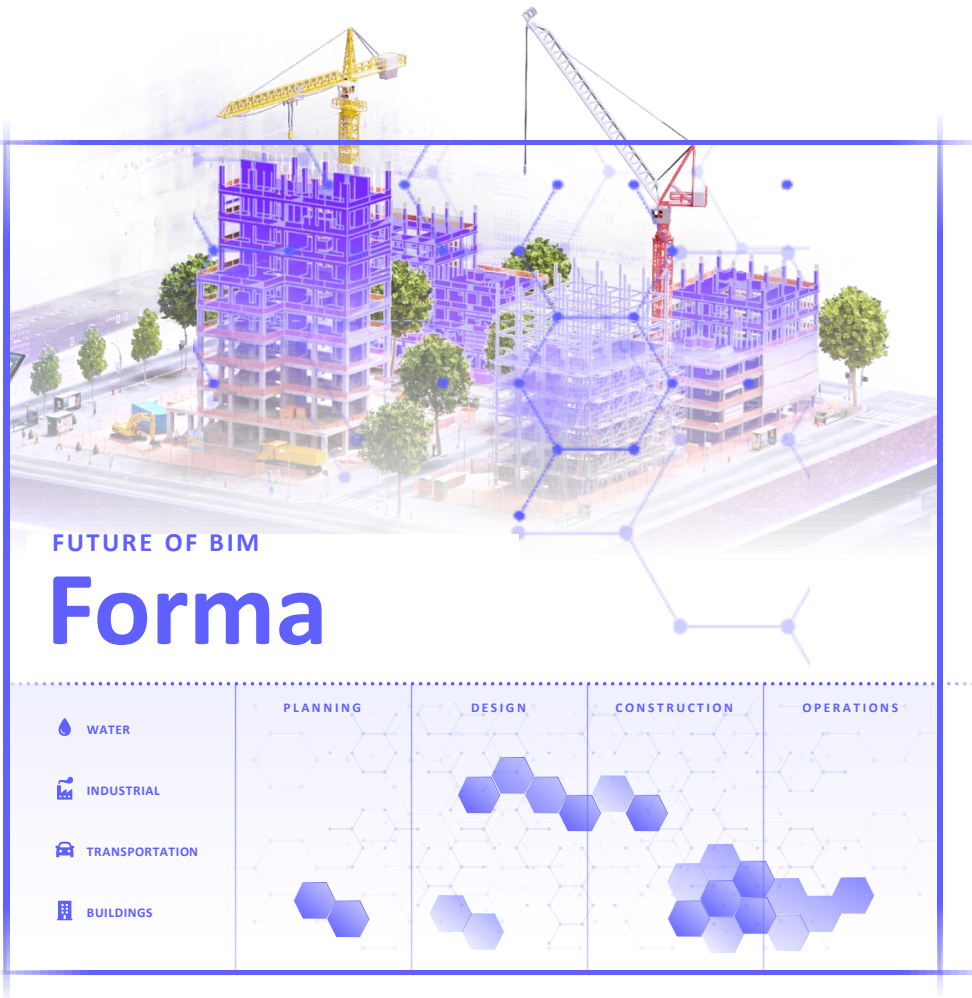 FUTURE OF BIM
Forma
PLANNING
DESIGN
CONSTRUCTION
OPERATIONS
WATER
INDUSTRIAL
TRANSPORTATION
BUILDINGS